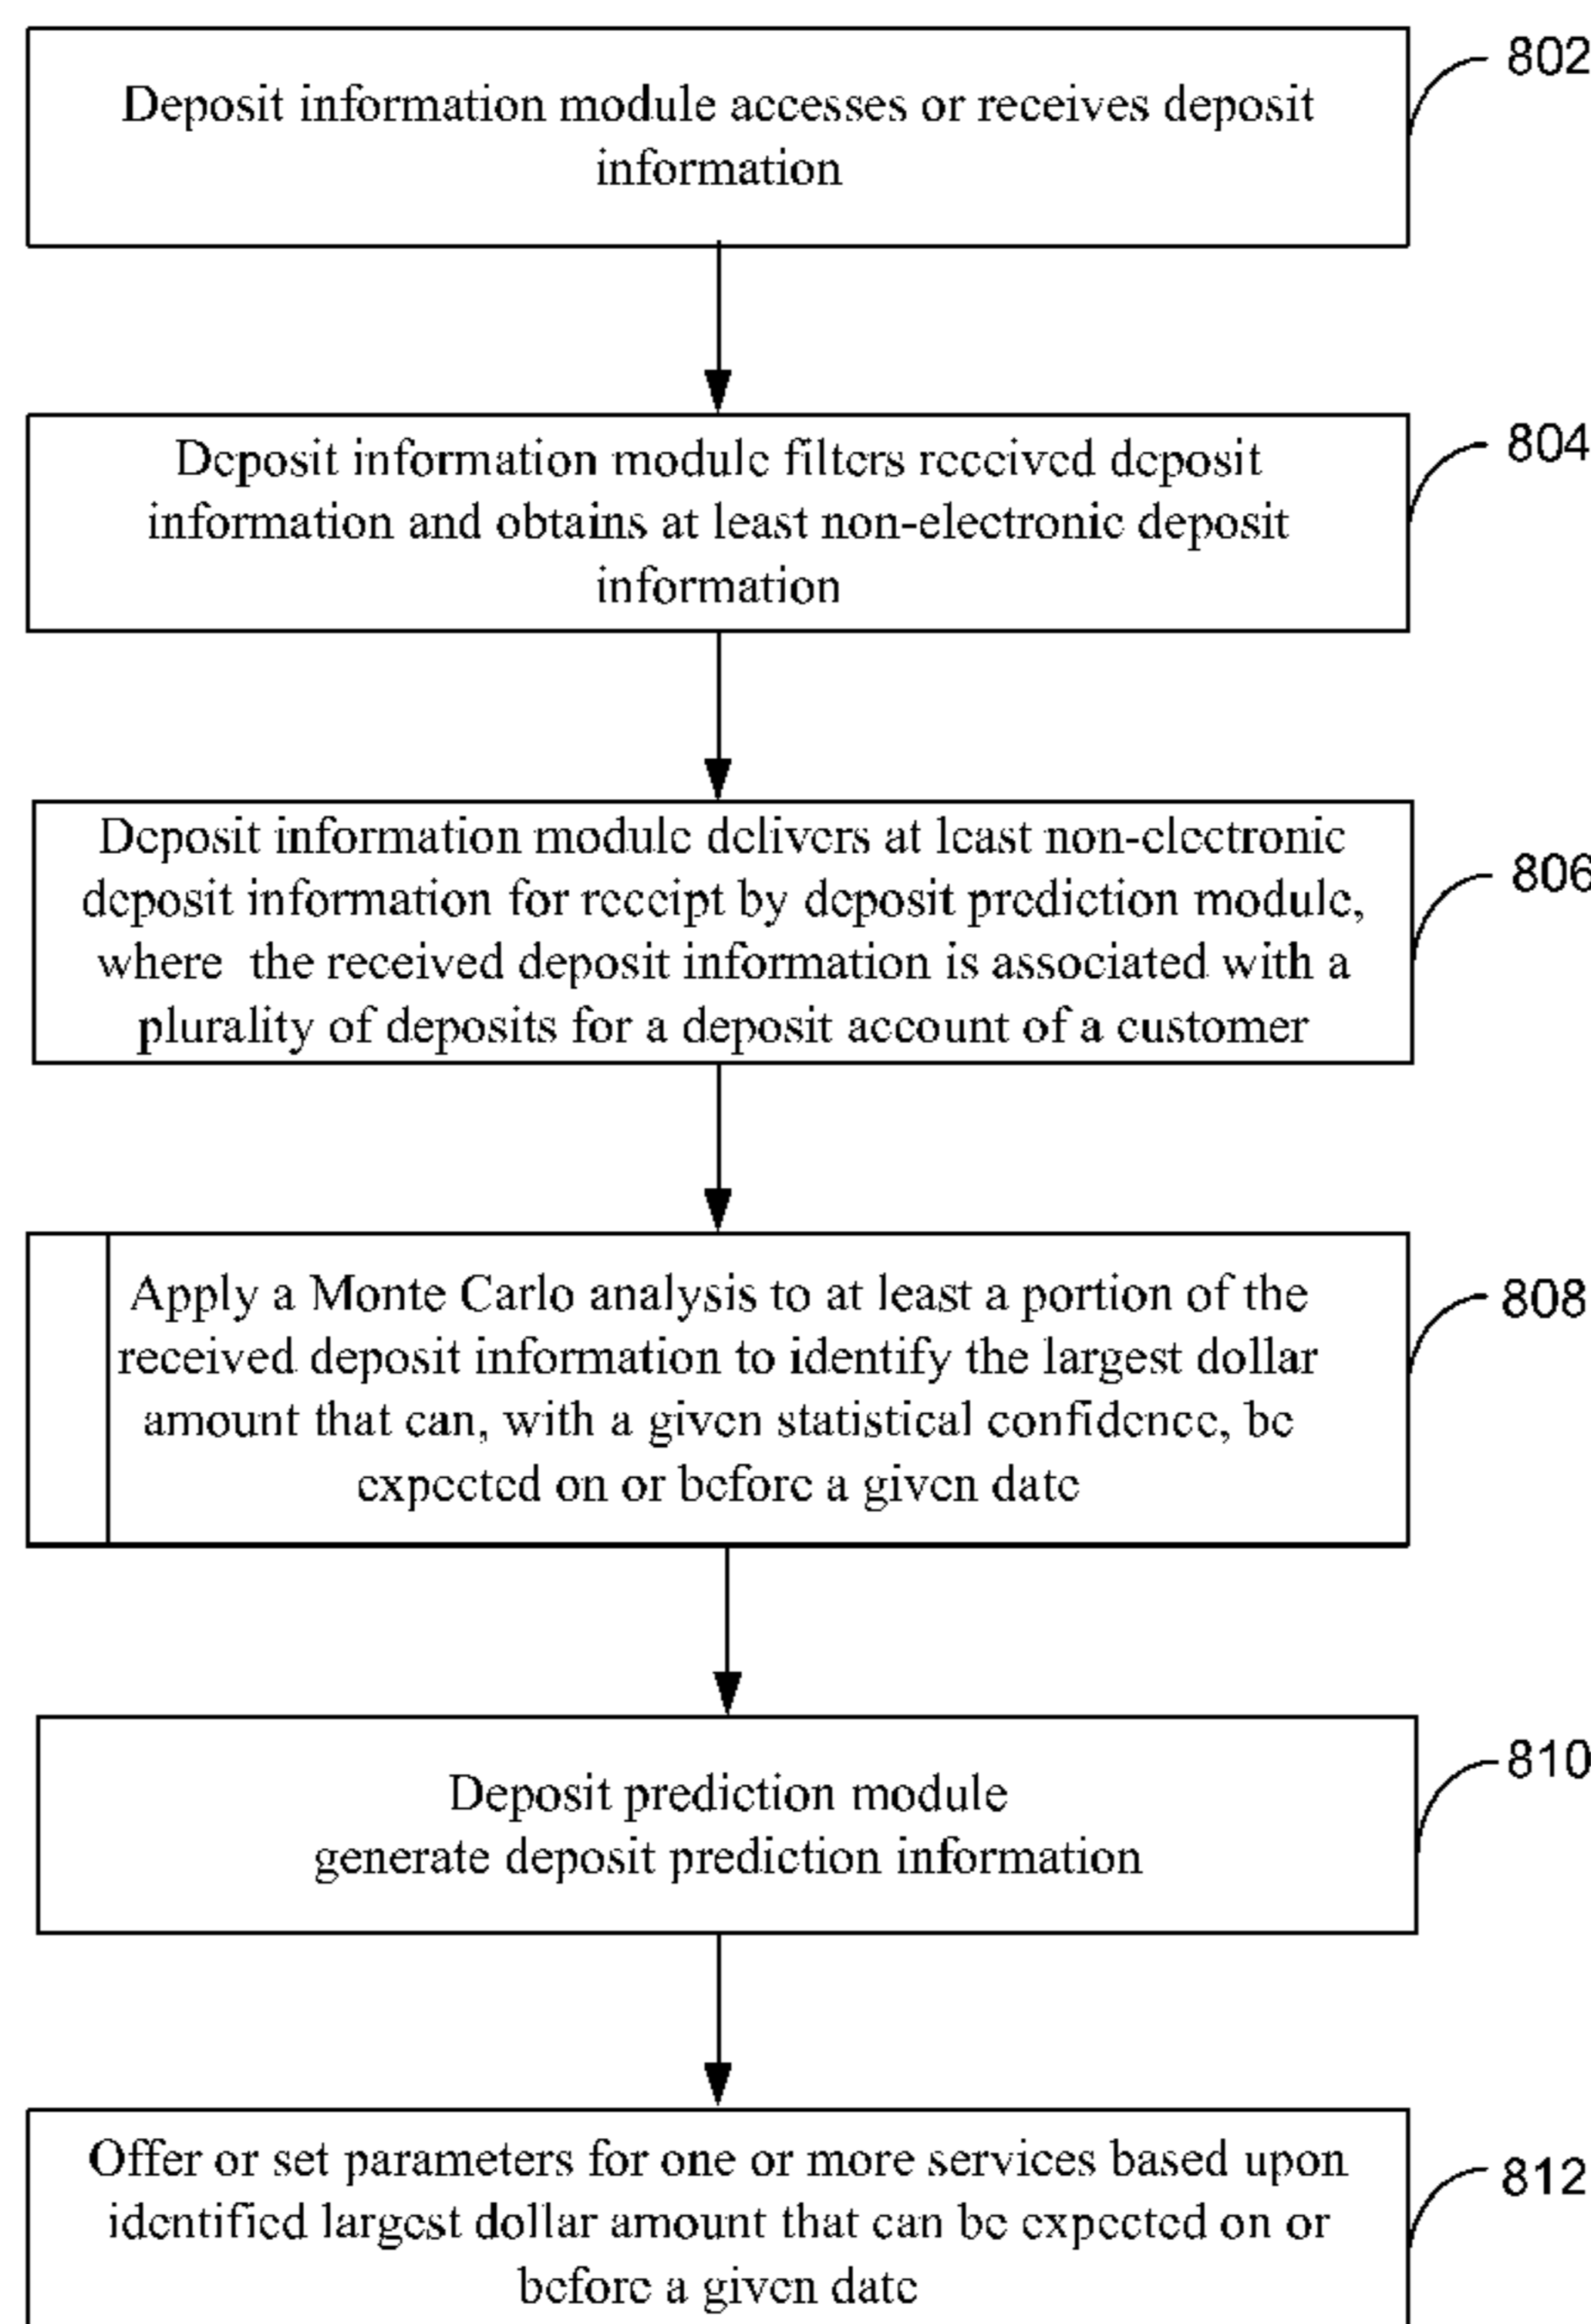 802
Deposit information module accesses or receives deposit
information
804
Deposit information module filters received deposit
information and obtains at least non-electronic deposit
information
806
Deposit information module delivers at least non-electronic
deposit information for receipt by deposit prediction module,
where the received deposit information is associated with a
plurality of deposits for a deposit account of a customer
808
Apply a Monte Carlo analysis to at least a portion of the
received deposit information to identify the largest dollar
amount that can, with a given statistical confidence, be
expected on or before a given date
810
Deposit prediction module
generate deposit prediction information
812
Offer or set parameters for one or more services based upon
identified largest dollar amount that can be expected on or
before a given date